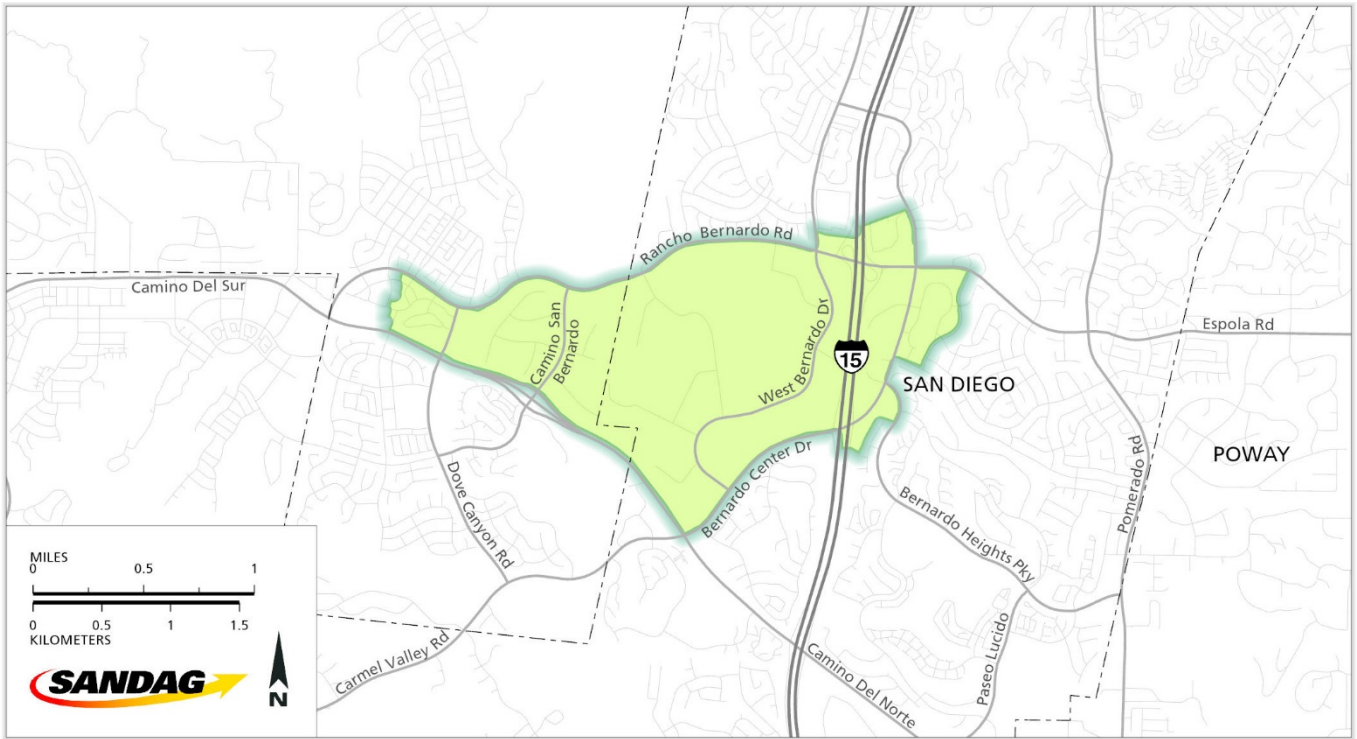 Rancho Bernardo Rd
Camino Del Sur
Camino San
Bernardo
West Bernardo Dr
Espola Rd
15
SAN DIEGO
POWAY
Bernardo Center Dr
Pomerado Rd
Dove Canyon Rd
Bernardo Heights Pky
Paseo Lucido
Carmel Valley Rd
Camino Del Norte
MILES
0 0.5 1
0 0.5 1 1.5
KILOMETERS
SANDAG
N